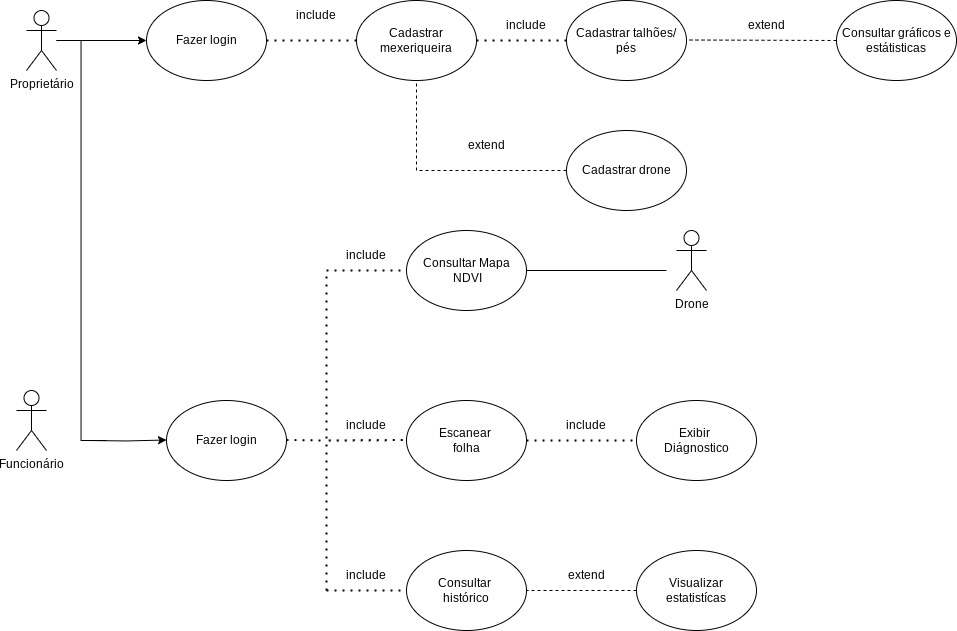 include
Fazer login
Cadastrar
mexeriqueira
include
Cadastrar talhões/
pés
extend
Consultar gráficos e
estátisticas
Proprietário
extend
Cadastrar drone
include
Consultar Mapa
NDVI
Drone
Funcionário
Fazer login
include
Escanear
folha
include
Exibir
Diágnostico
include
Consultar
histórico
extend
Visualizar
estatistícas